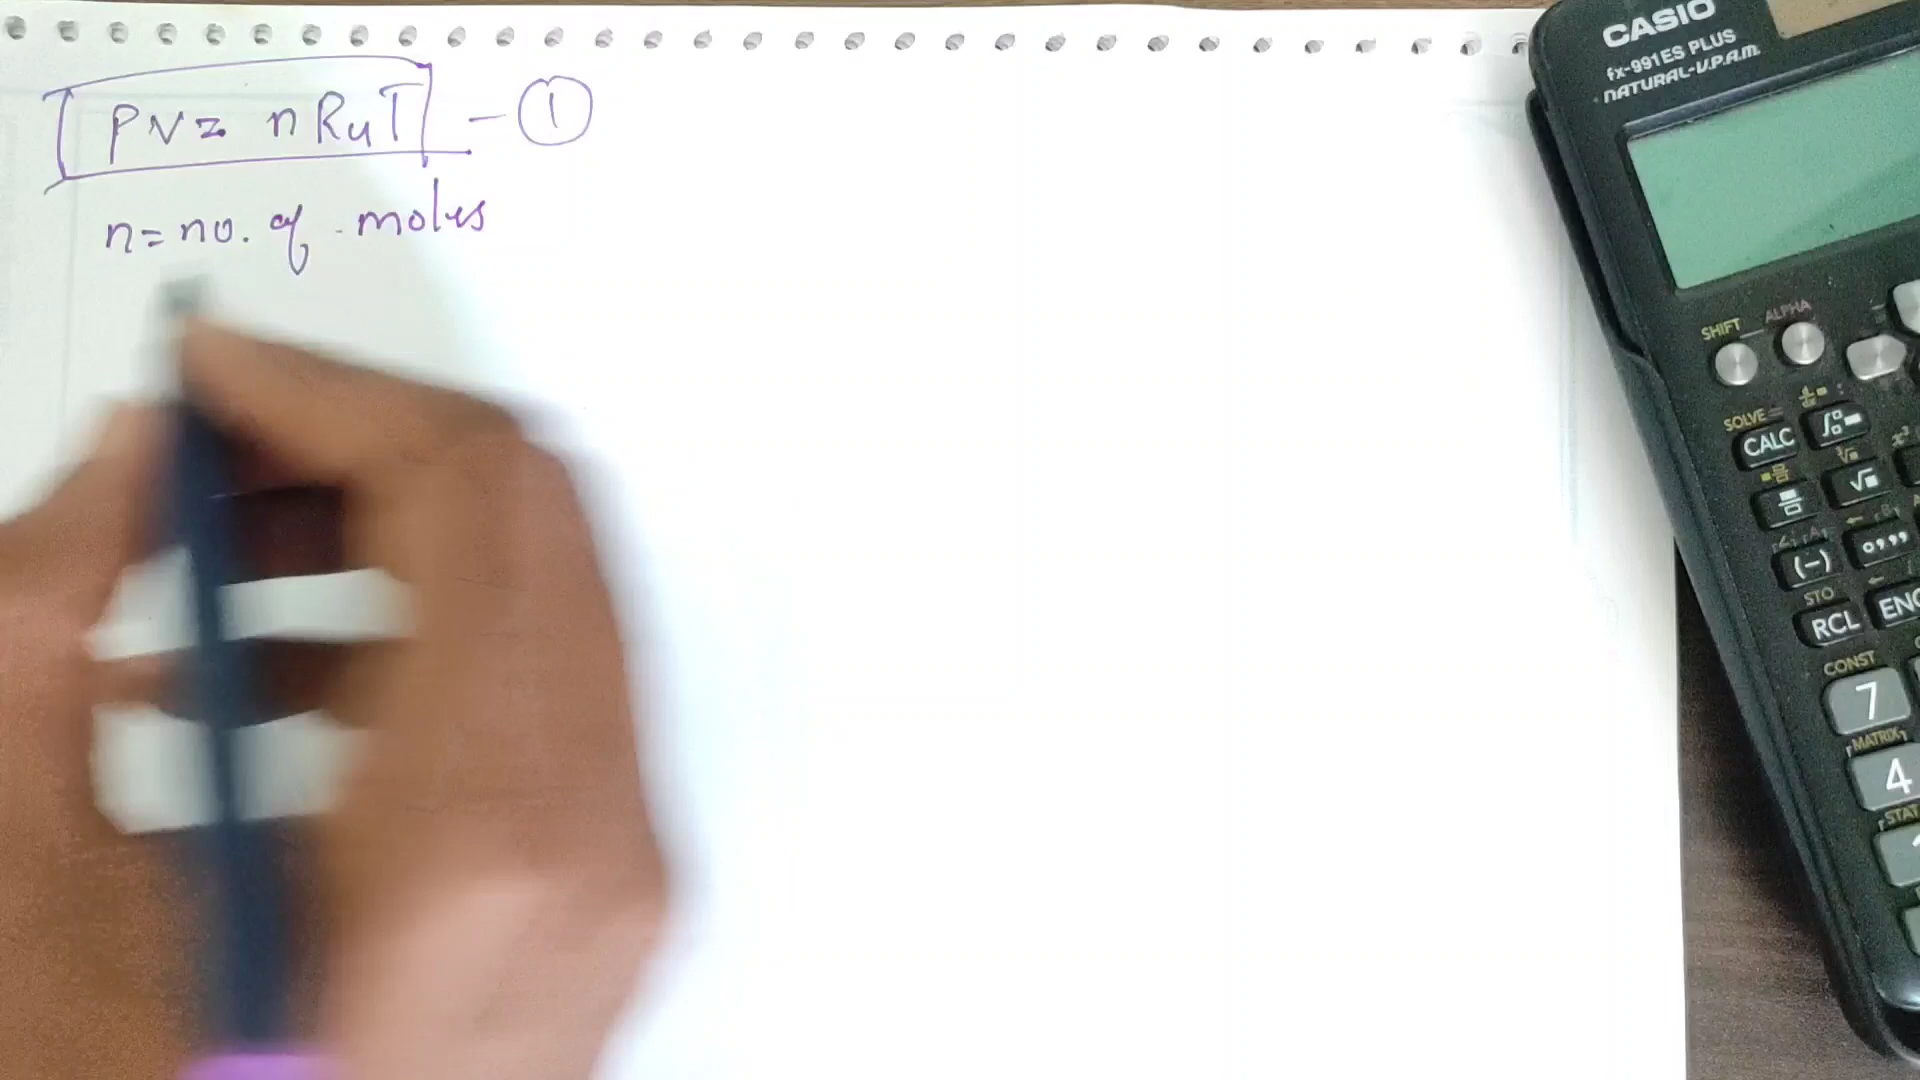 PV = nRuT — ①
n = no. of moles
CASIO
fx-991ES PLUS
NATURAL-V.P.A.M.
SHIFT ALPHA
SOLVE =
CALC
(-)
STO
RCL ENG
CONST
7
MATRIX
4
STAT